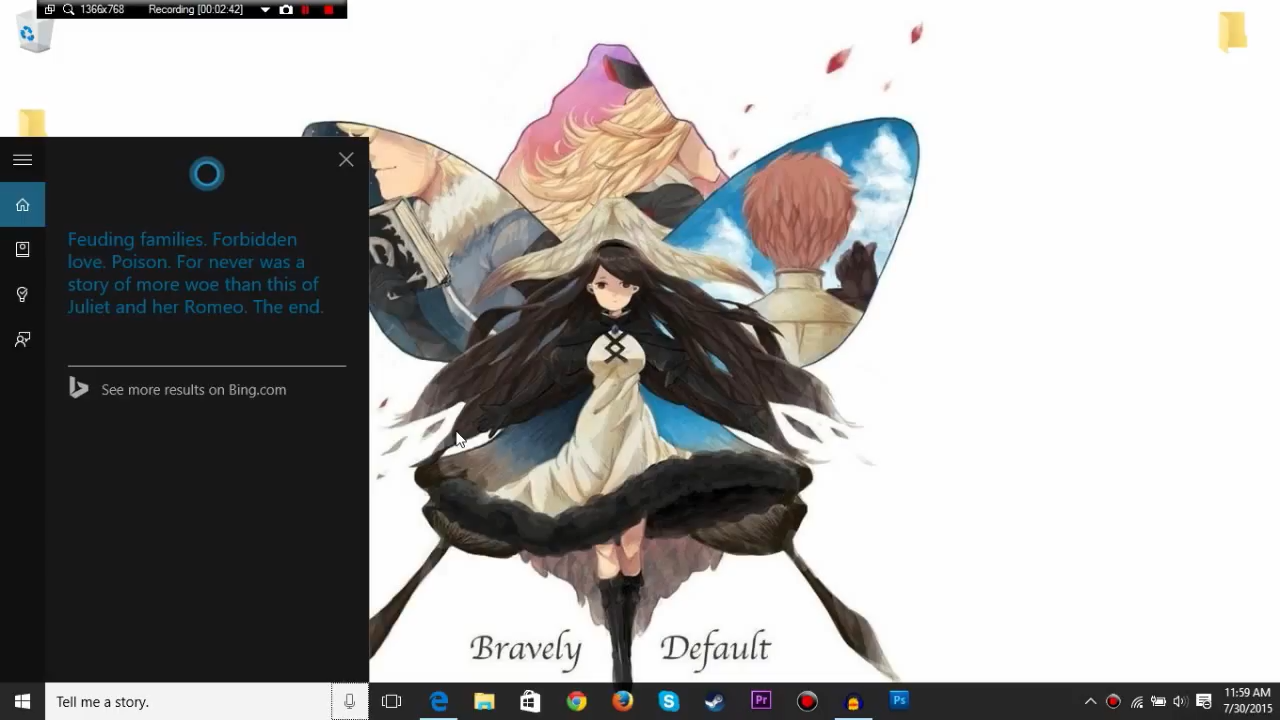 1366x768 Recording [00:02:42]
Feuding families. Forbidden
love. Poison. For never was a
story of more woe than this of
Juliet and her Romeo. The end.
See more results on Bing.com
Bravely Default
Tell me a story.
Pr
Ps
11:59 AM
7/30/2015